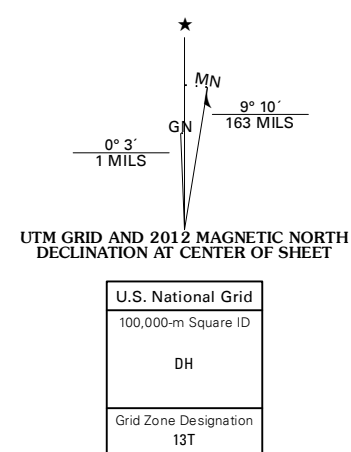 ★
MN
GN
9° 10´
163 MILS
0° 3´
1 MILS
UTM GRID AND 2012 MAGNETIC NORTH
DECLINATION AT CENTER OF SHEET
U.S. National Grid
100,000-m Square ID
DH
Grid Zone Designation
13T